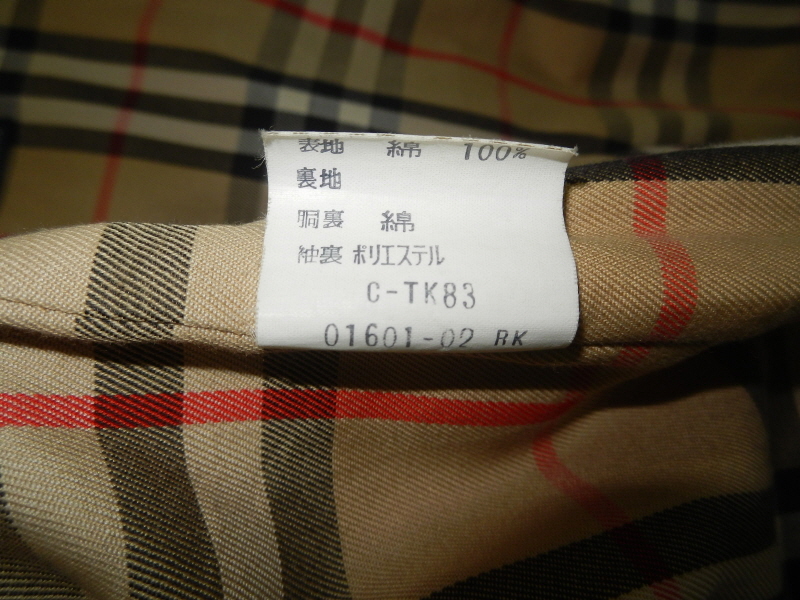 表地 綿 100%
裏地
胴裏 綿
袖裏 ポリエステル
C-TK83
01601-02 RK